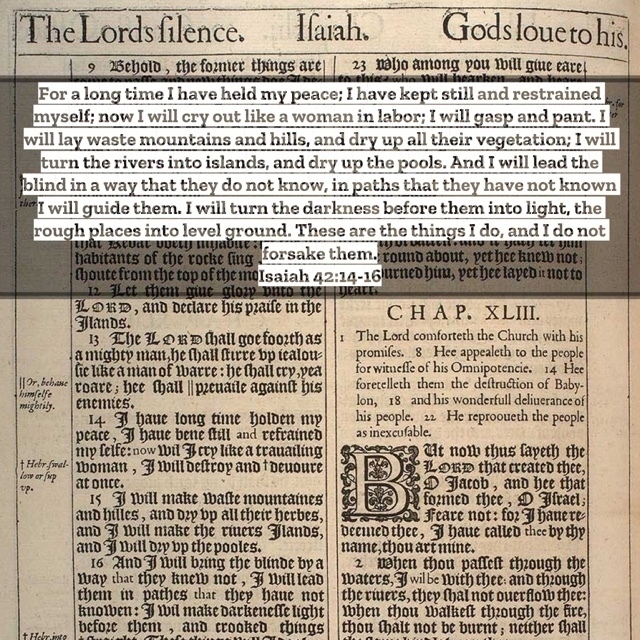 The Lords silence. Isaiah. Gods loue to his.
9 Behold, the former things are
For a long time I have held my peace; I have kept still and restrained
myself; now I will cry out like a woman in labor; I will gasp and pant. I
will lay waste mountains and hills, and dry up all their vegetation; I will
turn the rivers into islands, and dry up the pools. And I will lead the
blind in a way that they do not know, in paths that they have not known
I will guide them. I will turn the darkness before them into light, the
rough places into level ground. These are the things I do, and I do not
forsake them.
Isaiah 42:14-16
habitants of the rocke sing
shoute from the top of the mo
12 Let them giue glory vnto the
LORD, and declare his praise in the
Ilands.
13 The LORD shall goe foorth as
a mighty man, he shall stirre vp iealou-
sie like a man of warre: he shall cry, yea
roare; hee shall || preuaile against his
enemies.
14 I haue long time holden my
peace, I haue bene still and refrained
my selfe: now wil I cry like a trauailing
woman, I will destroy and † deuoure
at once.
15 I will make waste mountaines
and hilles, and dry vp all their herbes,
and I will make the riuers Ilands,
and I will dry vp the pooles.
16 And I will bring the blinde by a
way that they knew not, I will lead
them in paths that they haue not
knowen: I wil make darkenesse light
before them, and crooked things
|| Or, behaue
himselfe
mightily.
† Hebr. swal-
low or sup
vp.
† Hebr. into
23 Who among you will giue eare
round about, yet hee knew not;
burned him, yet hee layed it not to
heart.
CHAP. XLIII.
1 The Lord comforteth the Church with his
promises. 8 Hee appealeth to the people
for witnesse of his Omnipotencie. 14 Hee
foretelleth them the destruction of Baby-
lon, 18 and his wonderfull deliuerance of
his people. 22 Hee reprooueth the people
as inexcusable.
BUt now thus sayeth the
LORD that created thee,
O Jacob, and hee that
formed thee, O Israel;
Feare not: for I haue re-
deemed thee, I haue called thee by thy
name, thou art mine.
2 When thou passest through the
waters, I wil be with thee; and through
the riuers, they shal not ouerflow thee:
when thou walkest through the fire,
thou shalt not be burnt; neither shall